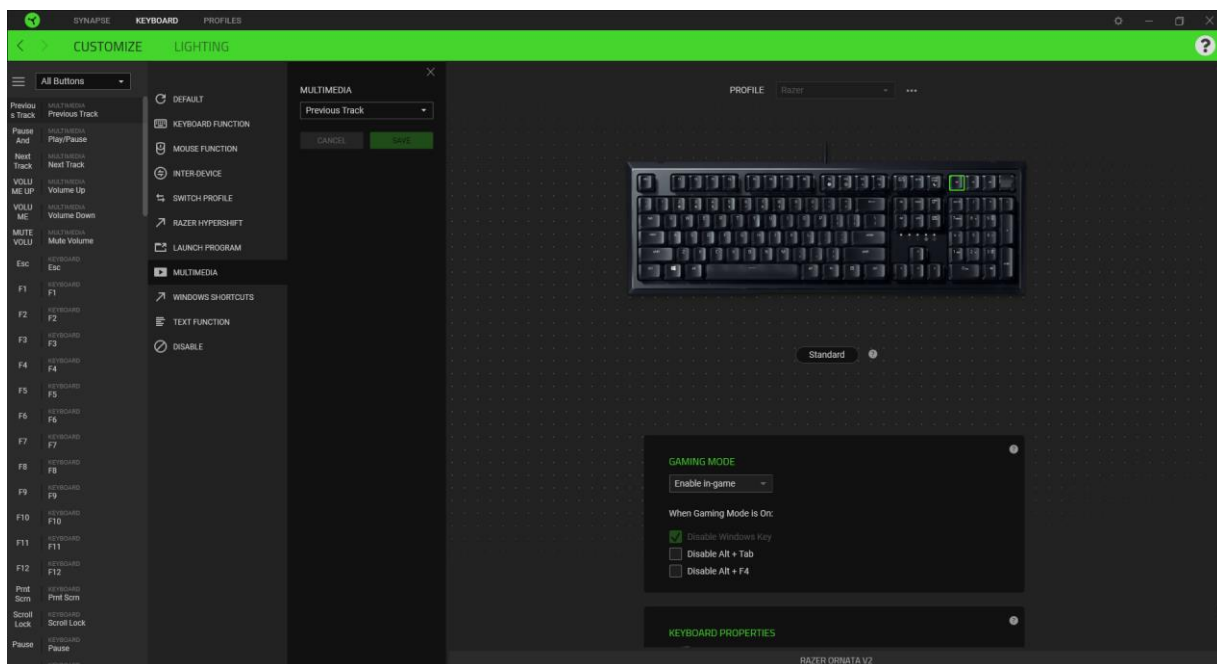 SYNAPSE KEYBOARD PROFILES
CUSTOMIZE LIGHTING
All Buttons
Previou
s Track
MULTIMEDIA
Previous Track
Pause
And
MULTIMEDIA
Play/Pause
Next
Track
MULTIMEDIA
Next Track
VOLU
ME UP
MULTIMEDIA
Volume Up
VOLU
ME
MULTIMEDIA
Volume Down
MUTE
VOLU
MULTIMEDIA
Mute Volume
Esc
KEYBOARD
Esc
F1
KEYBOARD
F1
F2
KEYBOARD
F2
F3
KEYBOARD
F3
F4
KEYBOARD
F4
F5
KEYBOARD
F5
F6
KEYBOARD
F6
F7
KEYBOARD
F7
F8
KEYBOARD
F8
F9
KEYBOARD
F9
F10
KEYBOARD
F10
F11
KEYBOARD
F11
F12
KEYBOARD
F12
Prnt
Scrn
KEYBOARD
Prnt Scrn
Scroll
Lock
KEYBOARD
Scroll Lock
Pause
KEYBOARD
Pause
DEFAULT
KEYBOARD FUNCTION
MOUSE FUNCTION
INTER-DEVICE
SWITCH PROFILE
RAZER HYPERSHIFT
LAUNCH PROGRAM
MULTIMEDIA
WINDOWS SHORTCUTS
TEXT FUNCTION
DISABLE
MULTIMEDIA
Previous Track
CANCEL SAVE
PROFILE Razer
Standard
GAMING MODE
Enable in-game
When Gaming Mode is On:
Disable Windows Key
Disable Alt + Tab
Disable Alt + F4
KEYBOARD PROPERTIES
RAZER ORNATA V2